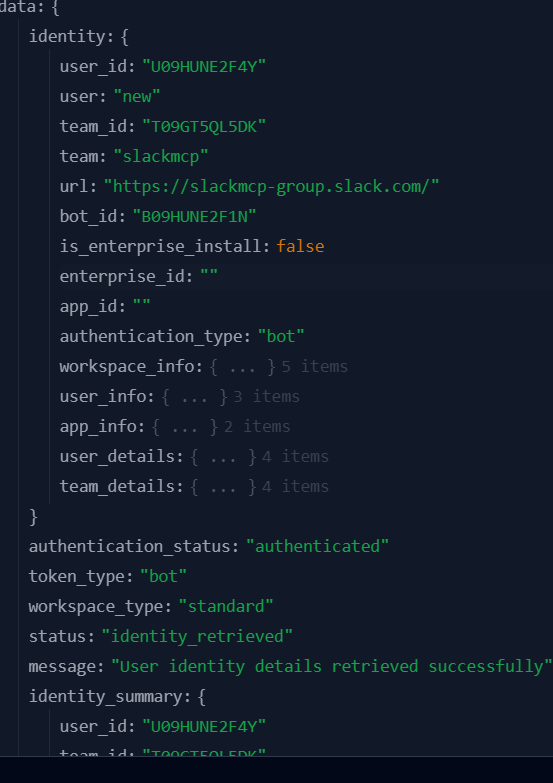 data: {
identity: {
user_id: "U09HUNE2F4Y"
user: "new"
team_id: "T09GT5QL5DK"
team: "slackmcp"
url: "https://slackmcp-group.slack.com/"
bot_id: "B09HUNE2F1N"
is_enterprise_install: false
enterprise_id: ""
app_id: ""
authentication_type: "bot"
workspace_info: { ... } 5 items
user_info: { ... } 3 items
app_info: { ... } 2 items
user_details: { ... } 4 items
team_details: { ... } 4 items
}
authentication_status: "authenticated"
token_type: "bot"
workspace_type: "standard"
status: "identity_retrieved"
message: "User identity details retrieved successfully"
identity_summary: {
user_id: "U09HUNE2F4Y"
team_id: "T09GT5QL5DK"